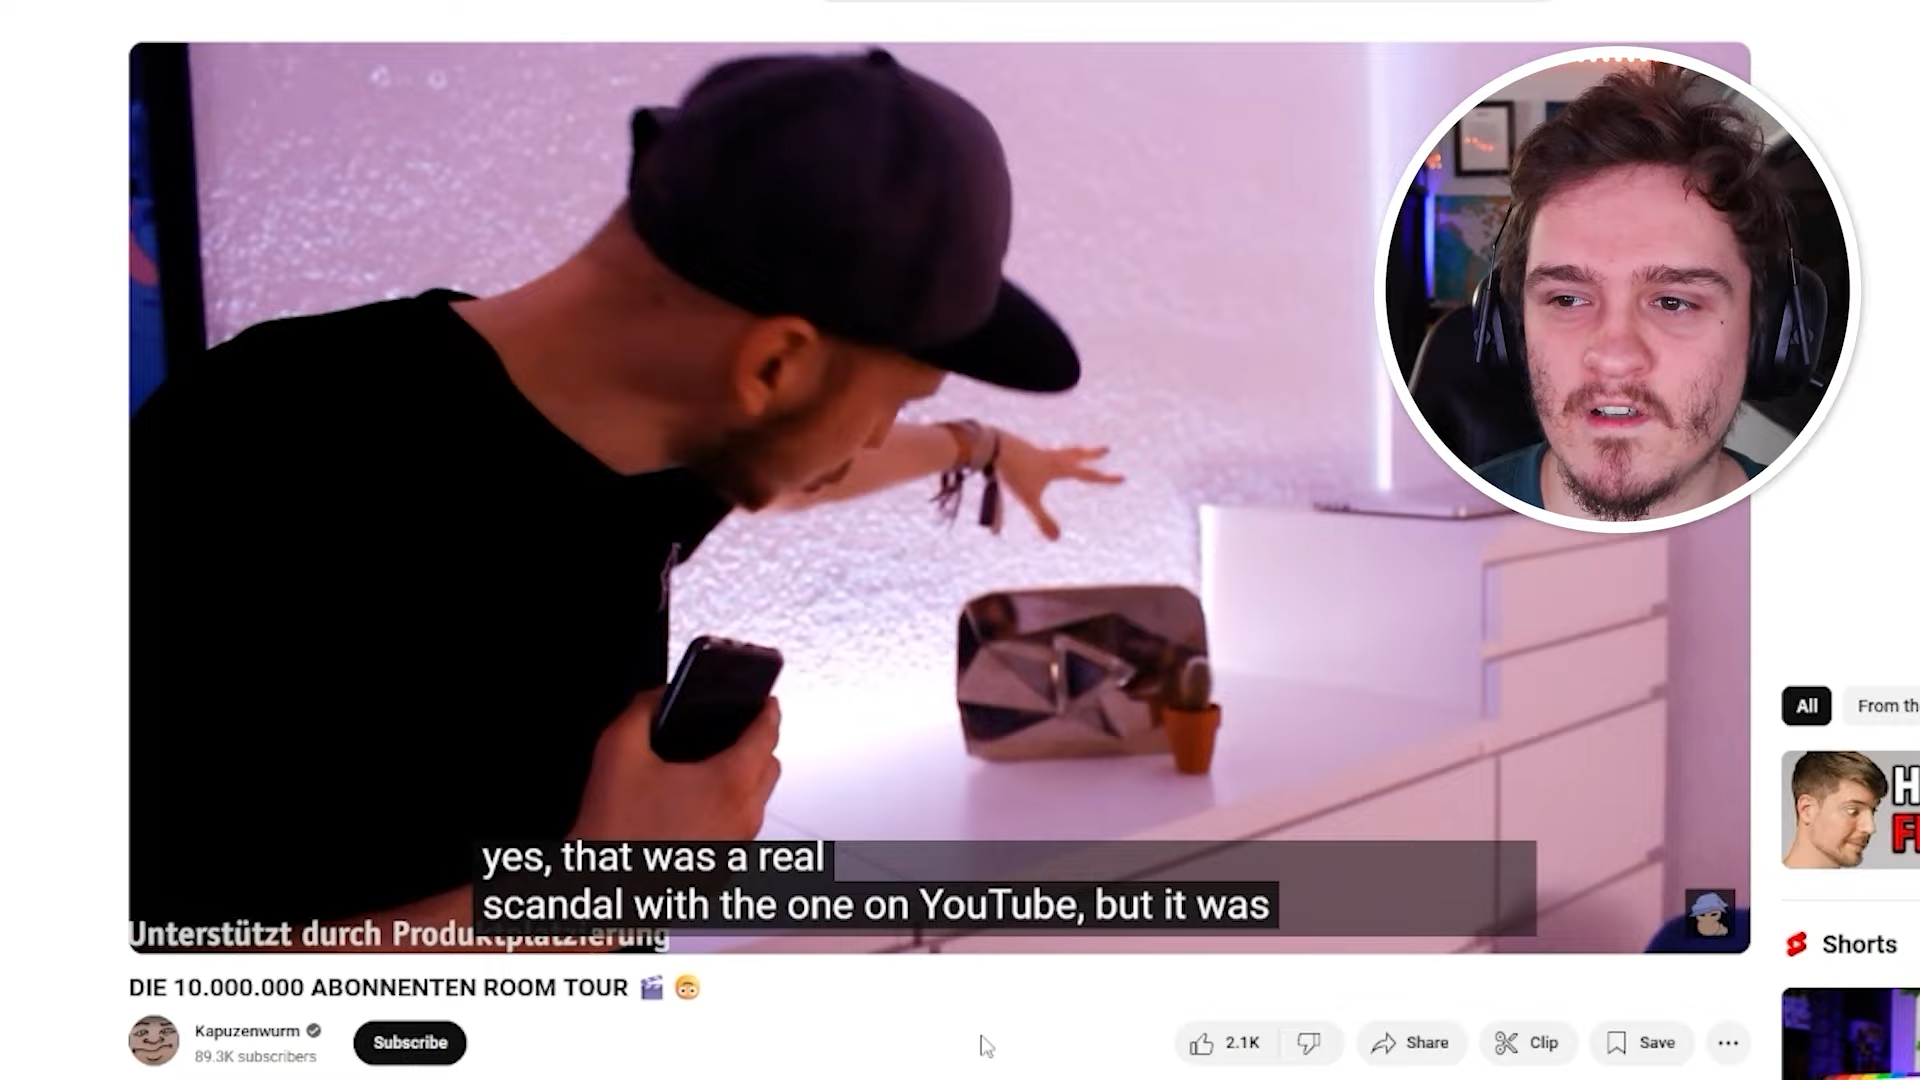 yes, that was a real
scandal with the one on YouTube, but it was
Unterstützt durch Produktplatzierung
DIE 10.000.000 ABONNENTEN ROOM TOUR
Kapuzenwurm
89.3K subscribers
Subscribe
2.1K
Share
Clip
Save
All
From th
H
Shorts